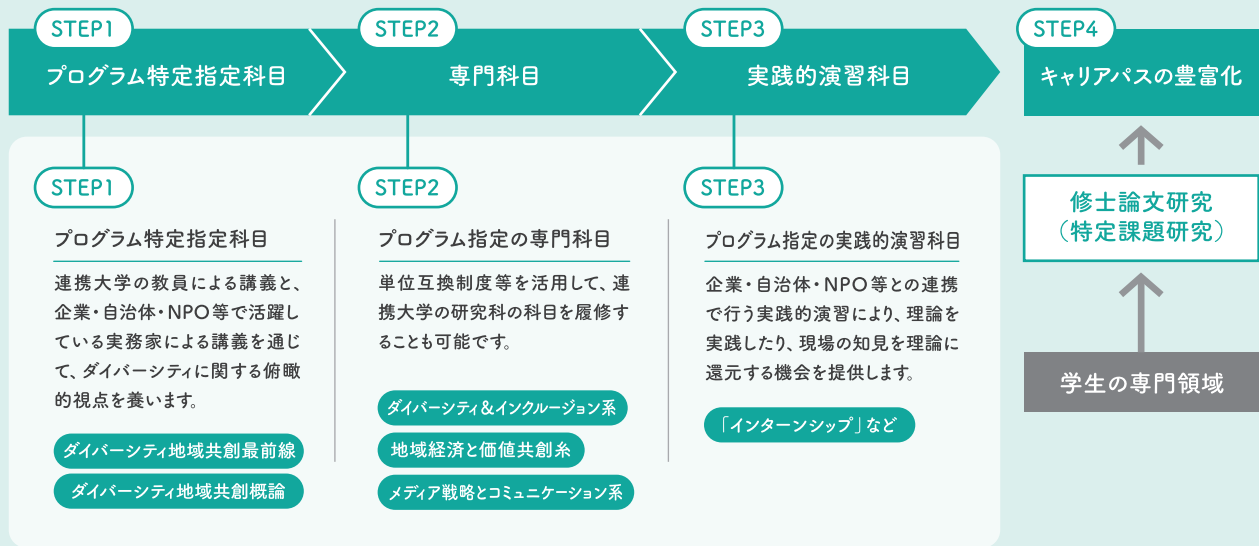 STEP1
プログラム特定指定科目
STEP2
専門科目
STEP3
実践的演習科目
STEP4
キャリアパスの豊富化
STEP1
プログラム特定指定科目
連携大学の教員による講義と、
企業・自治体・NPO等で活躍し
ている実務家による講義を通じ
て、ダイバーシティに関する俯瞰
的視点を養います。
ダイバーシティ地域共創最前線
ダイバーシティ地域共創概論
STEP2
プログラム指定の専門科目
単位互換制度等を活用して、連
携大学の研究科の科目を履修す
ることも可能です。
ダイバーシティ&インクルージョン系
地域経済と価値共創糸
メディア戦略とコミュニケーション系
STEP3
プログラム指定の実践的演習科目
企業・自治体・NPO等との連携
で行う実践的演習により、理論を
実践したり、現場の知見を理論に
還元する機会を提供します。
「インターンシップ」など
修士論文研究
(特定課題研究)
学生の専門領域